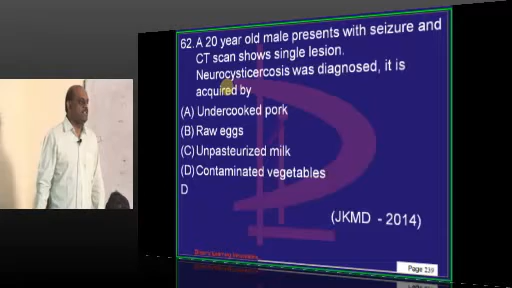 62. A 20 year old male presents with seizure and
CT scan shows single lesion.
Neurocysticercosis was diagnosed, it is
acquired by
(A) Undercooked pork
(B) Raw eggs
(C) Unpasteurized milk
(D) Contaminated vegetables
D
(JKMD - 2014)
Page 239